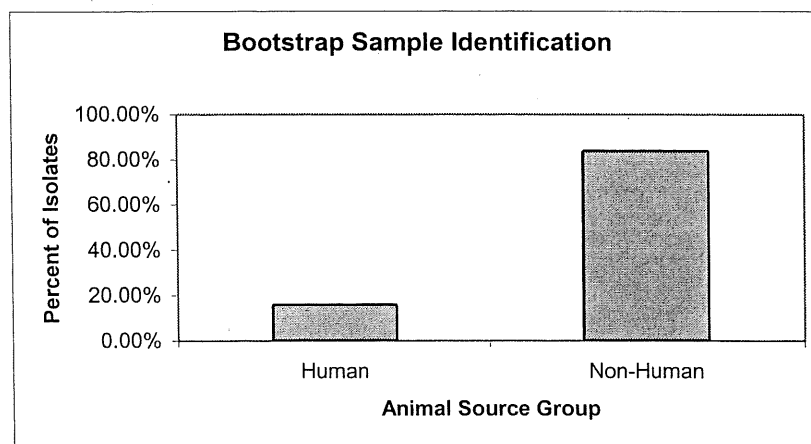 Bootstrap Sample Identification
100.00%
80.00%
60.00%
40.00%
20.00%
0.00%
Percent of Isolates
Human Non-Human
Animal Source Group